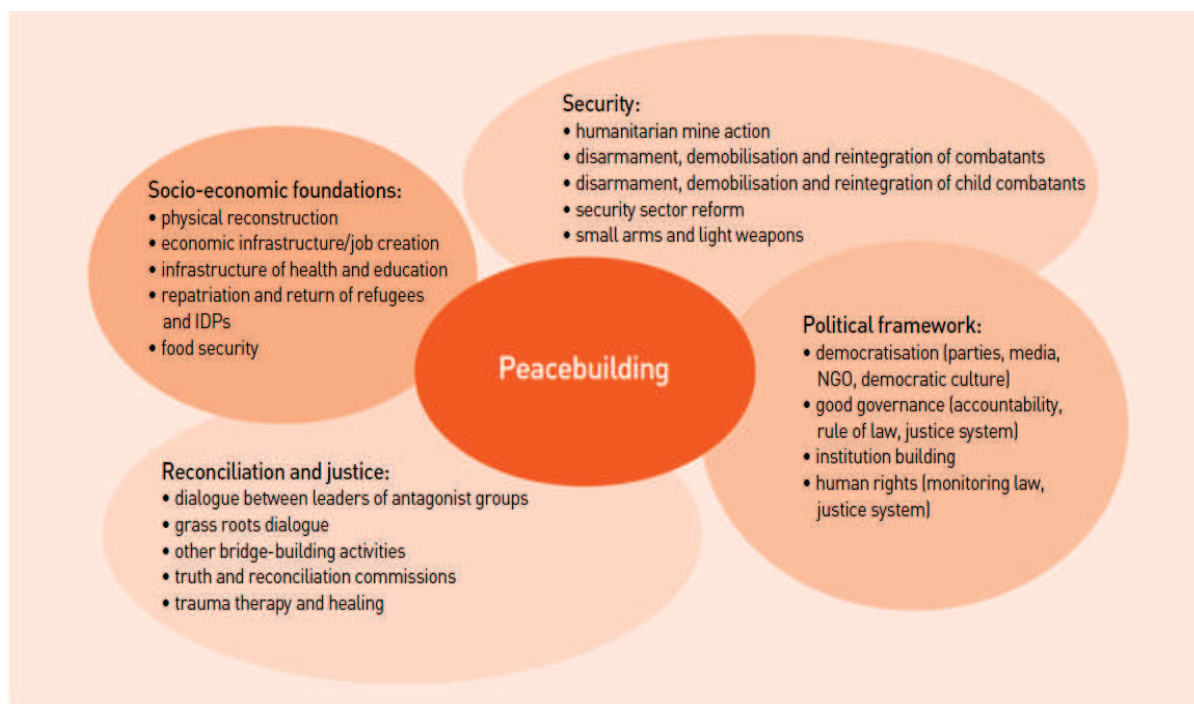 Security:
• humanitarian mine action
• disarmament, demobilisation and reintegration of combatants
• disarmament, demobilisation and reintegration of child combatants
• security sector reform
• small arms and light weapons
Socio-economic foundations:
• physical reconstruction
• economic infrastructure/job creation
• infrastructure of health and education
• repatriation and return of refugees
and IDPs
• food security
Peacebuilding
Political framework:
• democratisation (parties, media,
NGO, democratic culture)
• good governance (accountability,
rule of law, justice system)
• institution building
• human rights (monitoring law,
justice system)
Reconciliation and justice:
• dialogue between leaders of antagonist groups
• grass roots dialogue
• other bridge-building activities
• truth and reconciliation commissions
• trauma therapy and healing